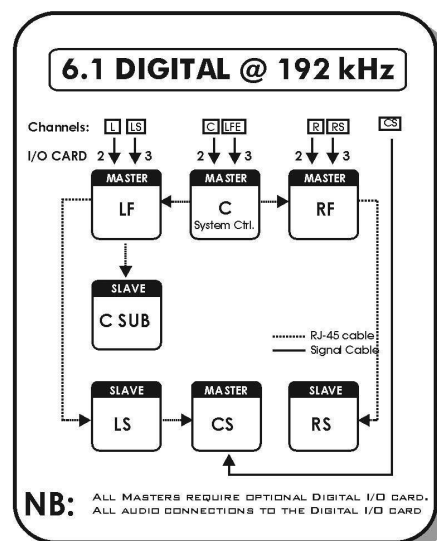 6.1 DIGITAL @ 192 kHz
Channels: L LS C LFE R RS CS
I/O CARD 2 3 2 3 2 3
MASTER MASTER MASTER
LF C RF
System Ctrl.
SLAVE
C SUB
RJ-45 cable
Signal Cable
SLAVE MASTER SLAVE
LS CS RS
NB: ALL MASTERS REQUIRE OPTIONAL DIGITAL I/O CARD.
ALL AUDIO CONNECTIONS TO THE DIGITAL I/O CARD